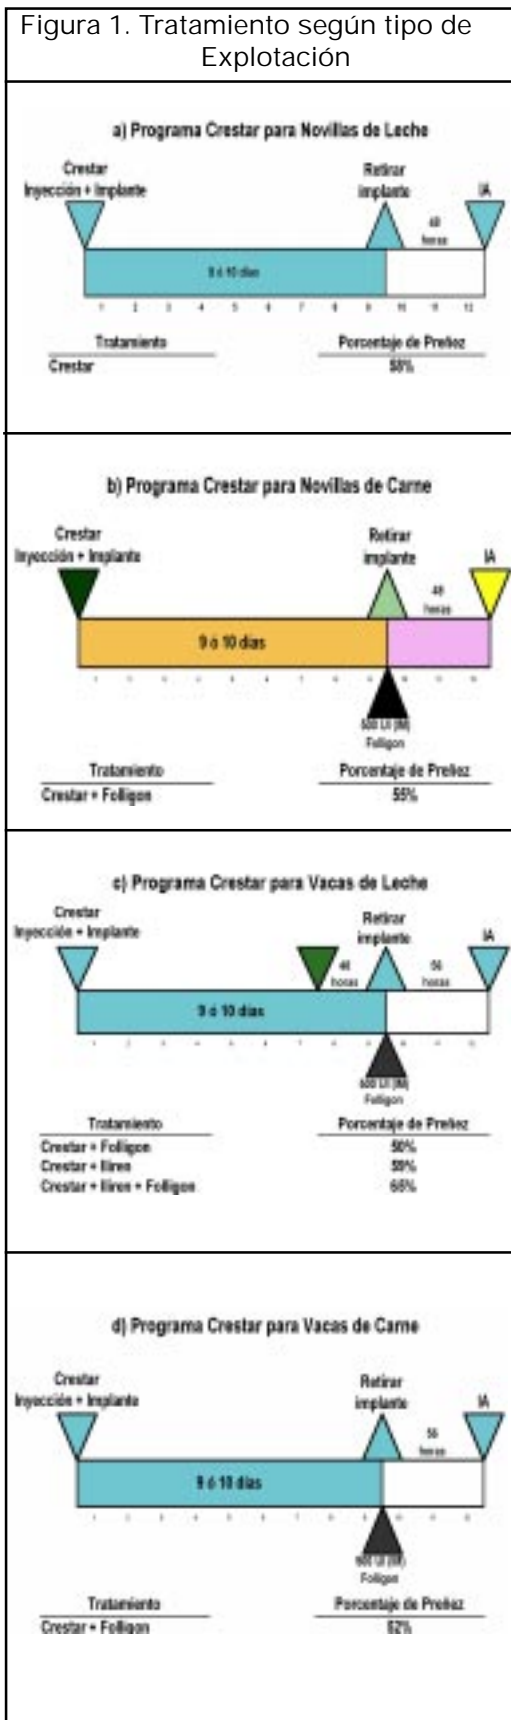 Figura 1. Tratamiento según tipo de
Explotación
a) Programa Crestar para Novillas de Leche
Crestar
Inyección + Implante
Retirar
implante
IA
48
horas
9 ó 10 días
1 2 3 4 5 6 7 8 9 10 11 12
Tratamiento Porcentaje de Preñez
Crestar 58%
b) Programa Crestar para Novillas de Carne
Crestar
Inyección + Implante
Retirar
implante
IA
48
horas
9 ó 10 días
Folligon
Tratamiento Porcentaje de Preñez
Crestar + Folligon 55%
c) Programa Crestar para Vacas de Leche
Crestar
Inyección + Implante
Retirar
implante
IA
horas
56
horas
9 ó 10 días
Folligon
Tratamiento Porcentaje de Preñez
Crestar + Folligon 50%
Crestar + Iliren 59%
Crestar + Iliren + Folligon
d) Programa Crestar para Vacas de Carne
Crestar
Inyección + Implante
Retirar
implante
IA
56
horas
9 ó 10 días
Folligon
Tratamiento Porcentaje de Preñez
Crestar + Folligon 62%